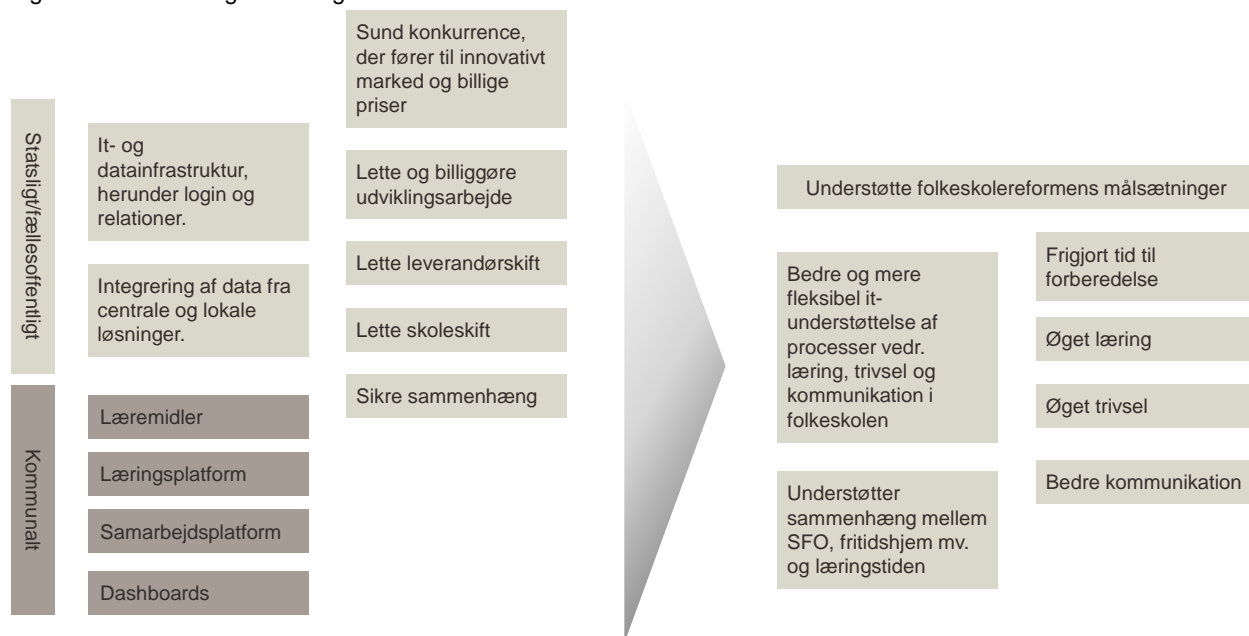 Sund konkurrence,
der fører til innovativt
marked og billige
priser
Statsligt/fællesoffentligt
It- og
datainfrastruktur,
herunder login og
relationer.
Lette og billiggøre
udviklingsarbejde
Understøtte folkeskolereformens målsætninger
Integrering af data fra
centrale og lokale
løsninger.
Lette leverandørskift
Lette skoleskift
Sikre sammenhæng
Bedre og mere
fleksibel it-
understøttelse af
processer vedr.
læring, trivsel og
kommunikation i
folkeskolen
Frigjort tid til
forberedelse
Øget læring
Øget trivsel
Bedre kommunikation
Kommunalt
Læremidler
Læringsplatform
Samarbejdsplatform
Dashboards
Understøtter
sammenhæng mellem
SFO, fritidshjem mv.
og læringstiden